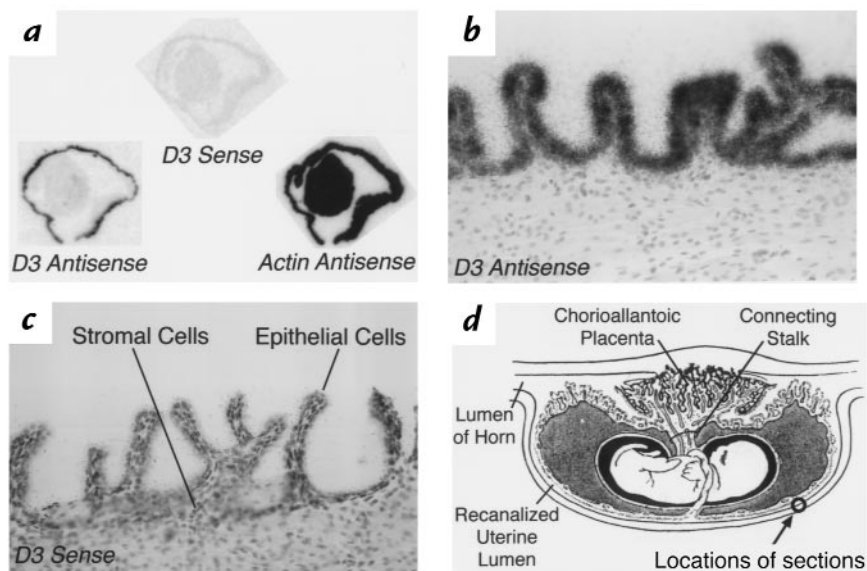 a
D3 Sense
D3 Antisense
Actin Antisense
b
D3 Antisense
c
Stromal Cells
Epithelial Cells
D3 Sense
d
Chorioallantoic
Placenta
Connecting
Stalk
Lumen
of Horn
Recanalized
Uterine
Lumen
Locations of sections